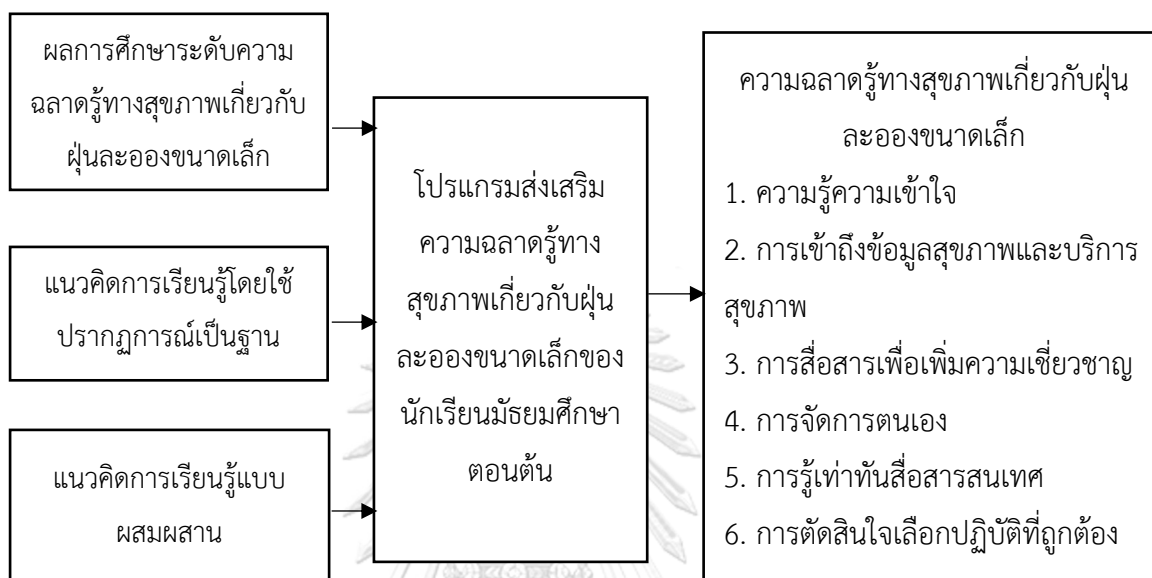 ผลการศึกษาระดับความ
ฉลาดรู้ทางสุขภาพเกี่ยวกับ
ฝุ่นละอองขนาดเล็ก
แนวคิดการเรียนรู้โดยใช้
ปรากฏการณ์เป็นฐาน
แนวคิดการเรียนรู้แบบ
ผสมผสาน
โปรแกรมส่งเสริม
ความฉลาดรู้ทาง
สุขภาพเกี่ยวกับฝุ่น
ละอองขนาดเล็กของ
นักเรียนมัธยมศึกษา
ตอนต้น
ความฉลาดรู้ทางสุขภาพเกี่ยวกับฝุ่น
ละอองขนาดเล็ก
1. ความรู้ความเข้าใจ
2. การเข้าถึงข้อมูลสุขภาพและบริการ
สุขภาพ
3. การสื่อสารเพื่อเพิ่มความเชี่ยวชาญ
4. การจัดการตนเอง
5. การรู้เท่าทันสื่อสารสนเทศ
6. การตัดสินใจเลือกปฏิบัติที่ถูกต้อง